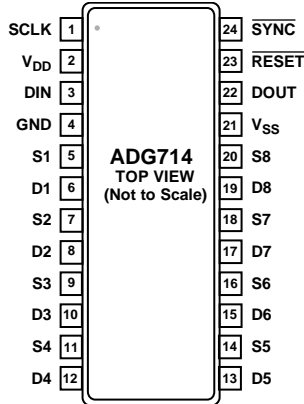 SCLK 1 24 SYNC
VDD 2 23 RESET
DIN 3 22 DOUT
GND 4 21 VSS
S1 5 ADG714 20 S8
D1 6 TOP VIEW 19 D8
(Not to Scale)
S2 7 18 S7
D2 8 17 D7
S3 9 16 S6
D3 10 15 D6
S4 11 14 S5
D4 12 13 D5